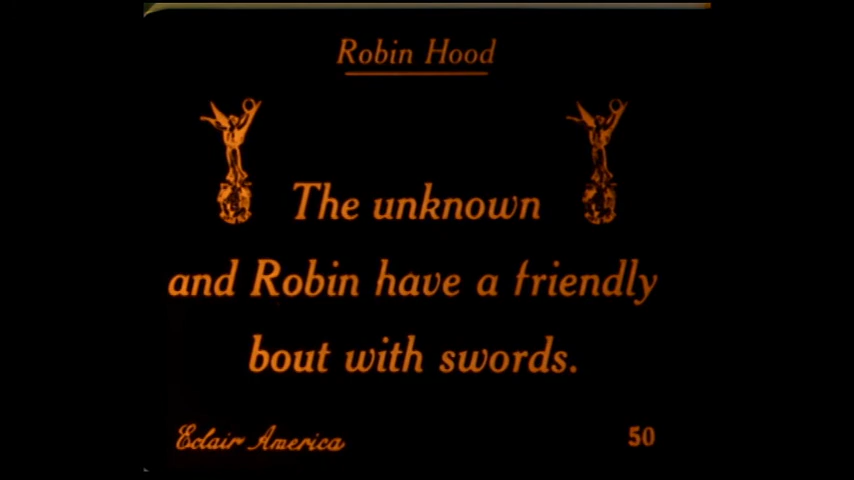 Robin Hood
The unknown
and Robin have a friendly
bout with swords.
Eclair America
50